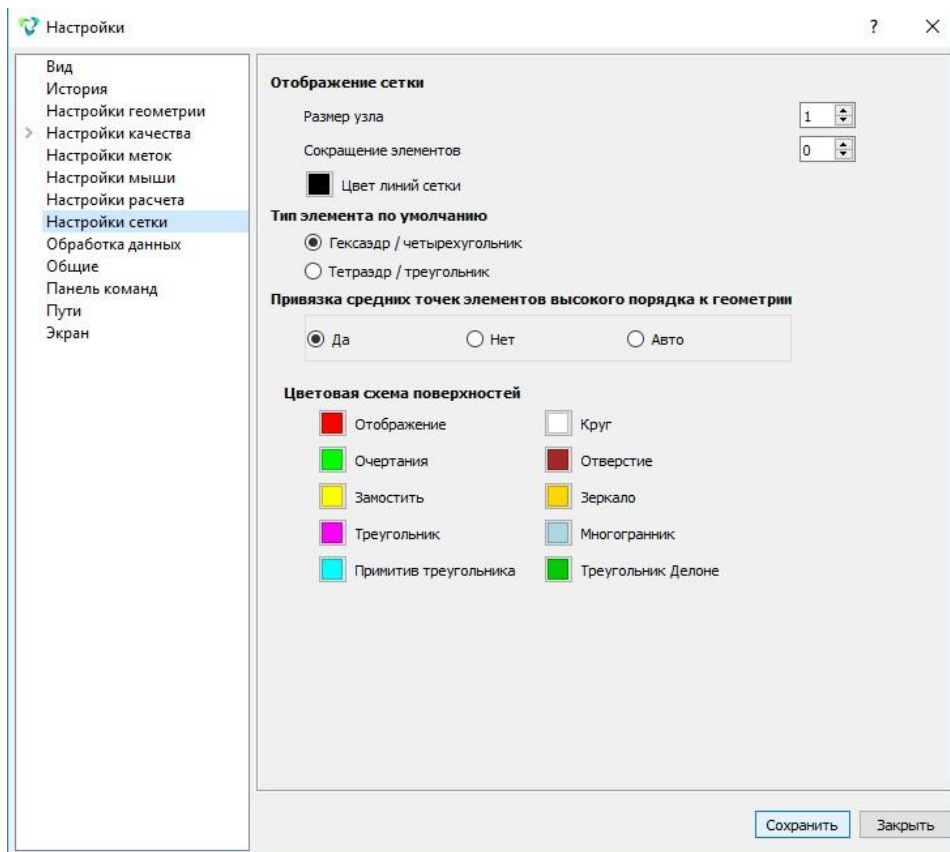 Настройки
?
Вид
История
Настройки геометрии
Настройки качества
Настройки меток
Настройки мыши
Настройки расчета
Настройки сетки
Обработка данных
Общие
Панель команд
Пути
Экран
Отображение сетки
Размер узла 1
Сокращение элементов 0
Цвет линий сетки
Тип элемента по умолчанию
Гексаэдр / четырехугольник
Тетраэдр / треугольник
Привязка средних точек элементов высокого порядка к геометрии
Да Нет Авто
Цветовая схема поверхностей
Отображение Круг
Очертания Отверстие
Замостить Зеркало
Треугольник Многогранник
Примитив треугольника Треугольник Делоне
Сохранить Закрыть